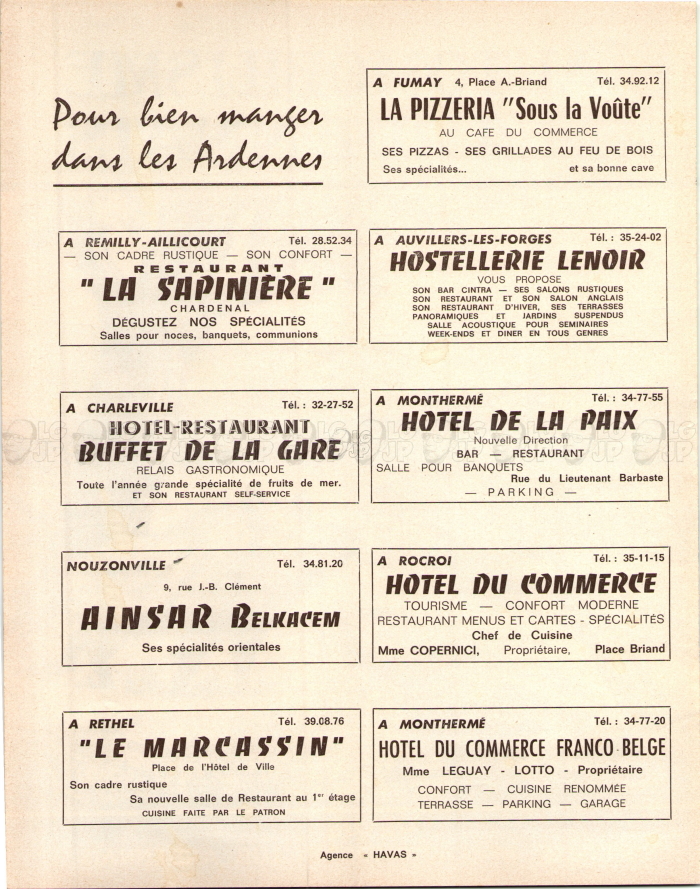 Pour bien manger
dans les Ardennes
A FUMAY 4, Place A.-Briand Tél. 34.92.12
LA PIZZERIA "Sous la Voûte"
AU CAFE DU COMMERCE
SES PIZZAS - SES GRILLADES AU FEU DE BOIS
Ses spécialités... et sa bonne cave
A REMILLY-AILLICOURT Tél. 28.52.34
— SON CADRE RUSTIQUE — SON CONFORT —
RESTAURANT
" LA SAPINIÈRE "
CHARDENAL
DÉGUSTEZ NOS SPÉCIALITÉS
Salles pour noces, banquets, communions
A AUVILLERS-LES-FORGES Tél. : 35-24-02
HOSTELLERIE LENOIR
VOUS PROPOSE
SON BAR CINTRA — SES SALONS RUSTIQUES
SON RESTAURANT ET SON SALON ANGLAIS
SON RESTAURANT D'HIVER, SES TERRASSES
PANORAMIQUES ET JARDINS SUSPENDUS
SALLE ACOUSTIQUE POUR SEMINAIRES
WEEK-ENDS ET DINER EN TOUS GENRES
A CHARLEVILLE Tél. : 32-27-52
HOTEL-RESTAURANT
BUFFET DE LA GARE
RELAIS GASTRONOMIQUE
Toute l'année grande spécialité de fruits de mer.
ET SON RESTAURANT SELF-SERVICE
A MONTHERMÉ Tél. : 34-77-55
HOTEL DE LA PAIX
Nouvelle Direction
BAR — RESTAURANT
SALLE POUR BANQUETS
Rue du Lieutenant Barbaste
— PARKING —
NOUZONVILLE Tél. 34.81.20
9, rue J.-B. Clément
AINSAR BELKACEM
Ses spécialités orientales
A ROCROI Tél. : 35-11-15
HOTEL DU COMMERCE
TOURISME — CONFORT MODERNE
RESTAURANT MENUS ET CARTES - SPÉCIALITÉS
Chef de Cuisine
Mme COPERNICI, Propriétaire, Place Briand
A RETHEL Tél. 39.08.76
"LE MARCASSIN"
Place de l'Hôtel de Ville
Son cadre rustique
Sa nouvelle salle de Restaurant au 1er étage
CUISINE FAITE PAR LE PATRON
A MONTHERMÉ Tél. : 34-77-20
HOTEL DU COMMERCE FRANCO-BELGE
Mme LEGUAY - LOTTO - Propriétaire
CONFORT — CUISINE RENOMMÉE
TERRASSE — PARKING — GARAGE
Agence « HAVAS »